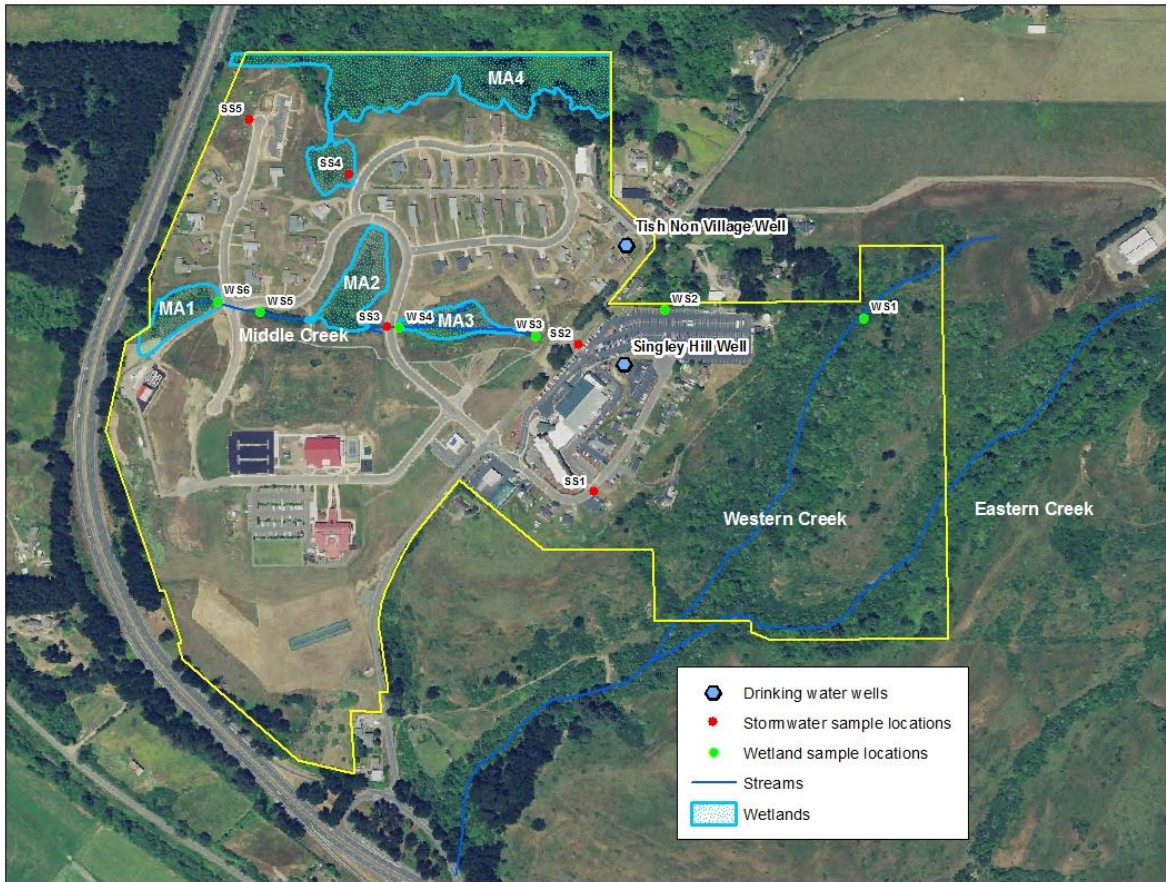 MA4
SS5
SS4
Tish Non Village Well
MA2
WS6
MA1
WS5
WS2
WS1
SS3
WS4
MA3
WS3
SS2
Middle Creek
Singley Hill Well
SS1
Western Creek
Eastern Creek
Drinking water wells
Stormwater sample locations
Wetland sample locations
Streams
Wetlands